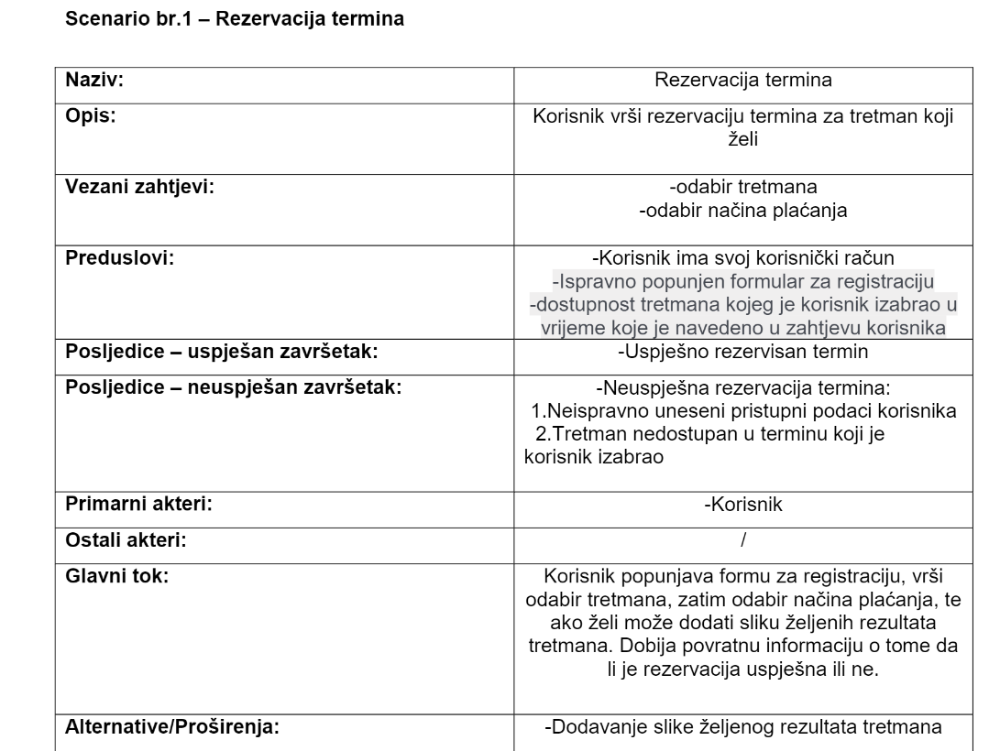 Scenario br.1 – Rezervacija termina
Naziv:
Rezervacija termina
Opis:
Korisnik vrši rezervaciju termina za tretman koji
želi
Vezani zahtjevi:
-odabir tretmana
-odabir načina plaćanja
Preduslovi:
-Korisnik ima svoj korisnički račun
-Ispravno popunjen formular za registraciju
-dostupnost tretmana kojeg je korisnik izabrao u
vrijeme koje je navedeno u zahtjevu korisnika
Posljedice – uspješan završetak:
-Uspješno rezervisan termin
Posljedice – neuspješan završetak:
-Neuspješna rezervacija termina:
1.Neispravno uneseni pristupni podaci korisnika
2.Tretman nedostupan u terminu koji je
korisnik izabrao
Primarni akteri:
-Korisnik
Ostali akteri:
/
Glavni tok:
Korisnik popunjava formu za registraciju, vrši
odabir tretmana, zatim odabir načina plaćanja, te
ako želi može dodati sliku željenih rezultata
tretmana. Dobija povratnu informaciju o tome da
li je rezervacija uspješna ili ne.
Alternative/Proširenja:
-Dodavanje slike željenog rezultata tretmana